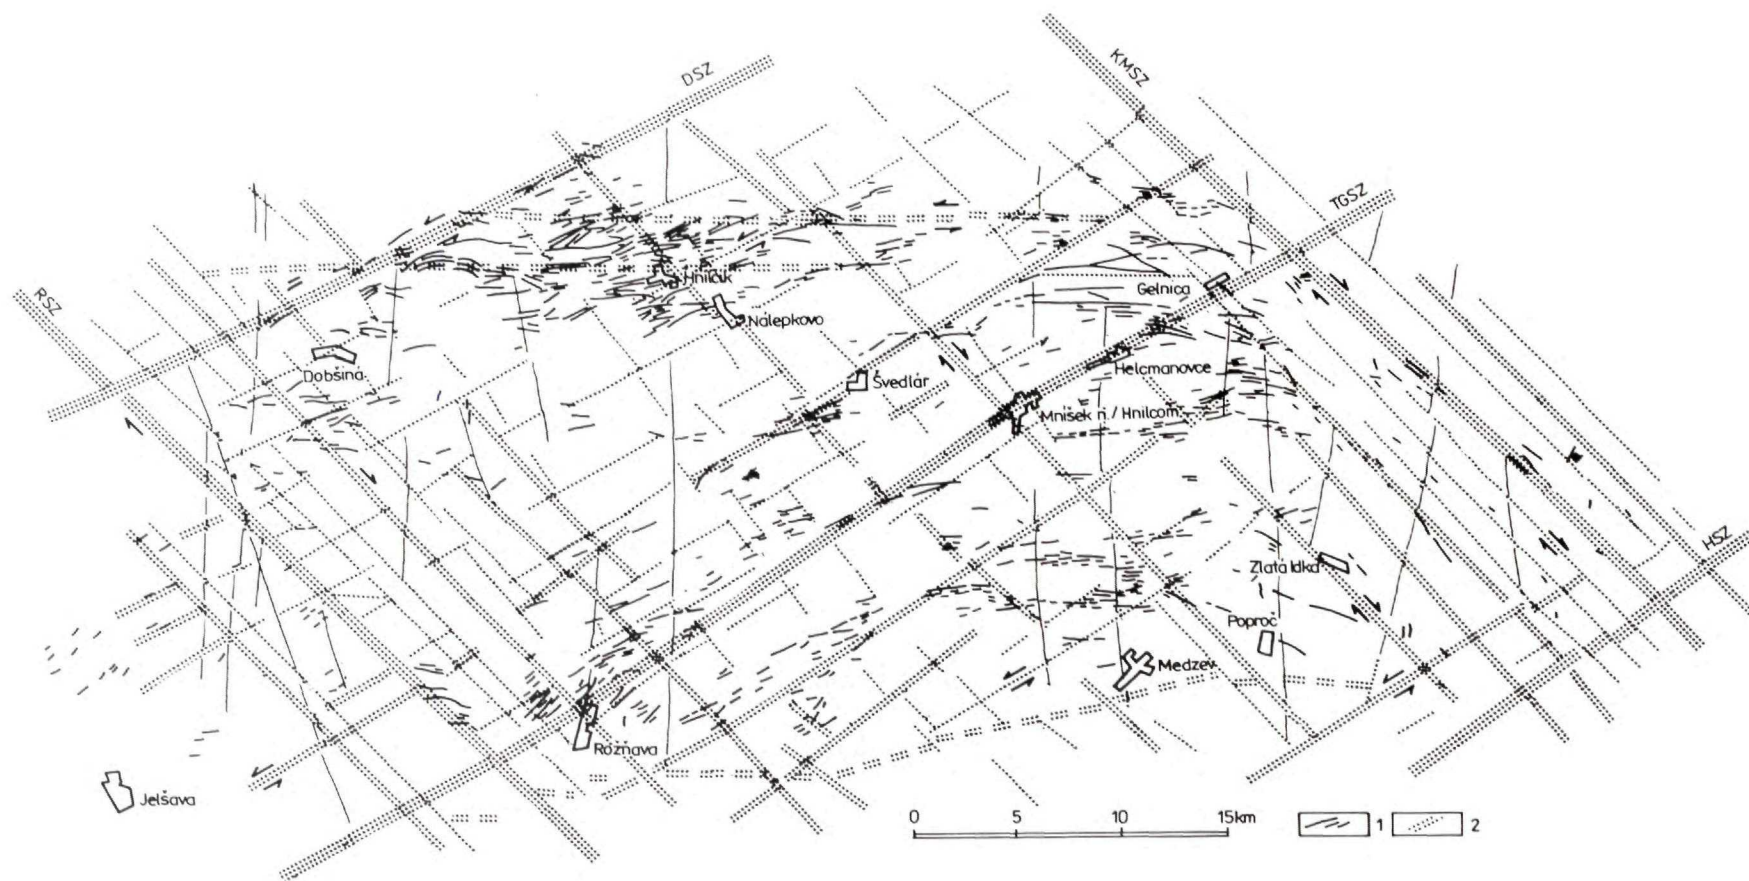 DSZ
KMSZ
TGSZ
RSZ
HSZ
Hnilčík
Nálepkovo
Gelnica
Dobšiná
Švedlár
Helcmanovce
Mníšek n./Hnilcom
Zlatá Idka
Poproč
Medzev
Rožňava
Jelšava
0 5 10 15km
1 2